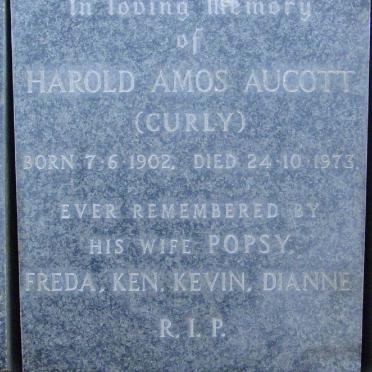 In loving Memory
of
HAROLD AMOS AUCOTT
(CURLY)
BORN 7·6·1902. DIED 24·10·1973.
EVER REMEMBERED BY
HIS WIFE POPSY,
FREDA, KEN, KEVIN, DIANNE
R.I.P.